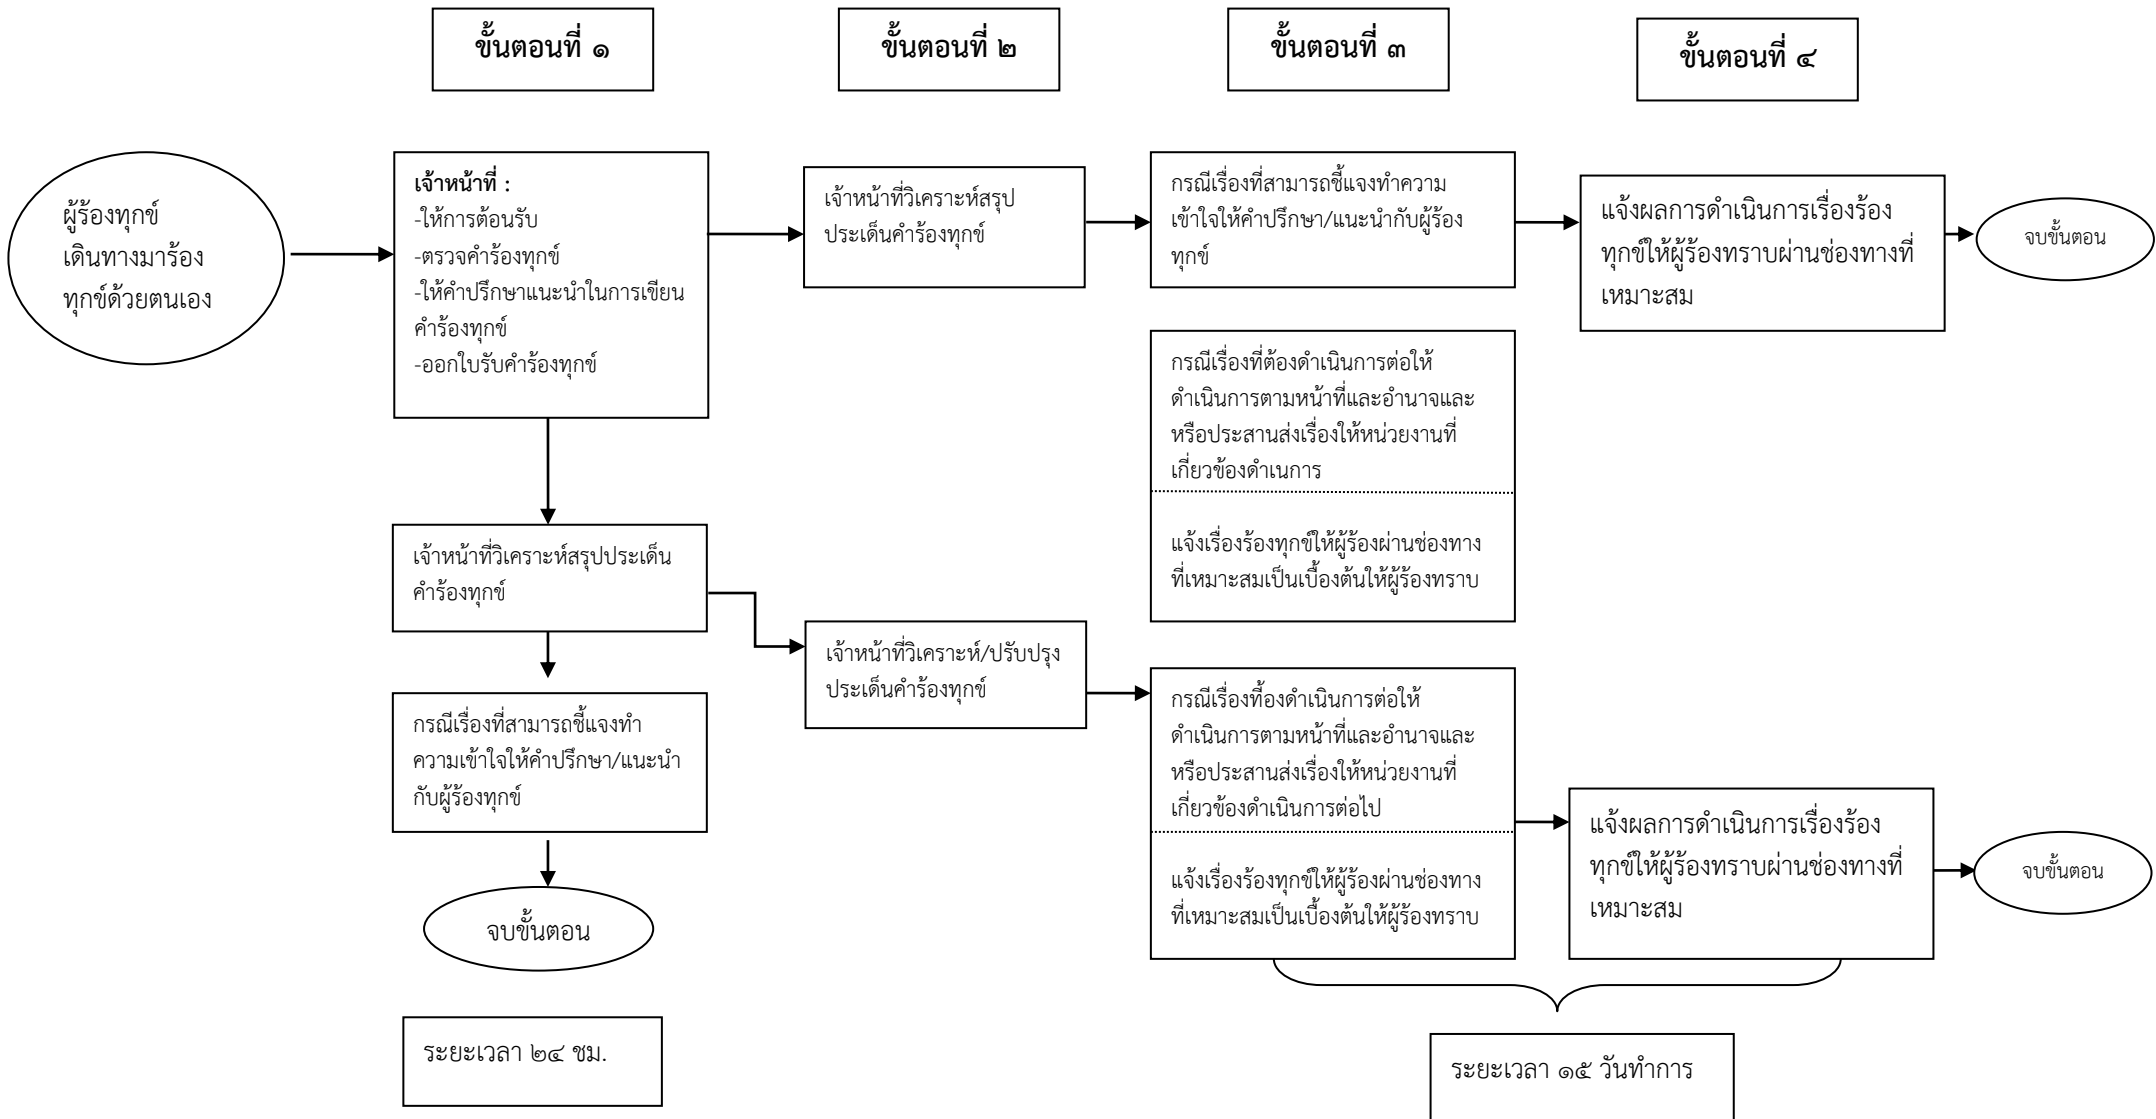 ขั้นตอนที่ ๑
ขั้นตอนที่ ๒
ขั้นตอนที่ ๓
ขั้นตอนที่ ๔
ผู้ร้องทุกข์
เดินทางมาร้อง
ทุกข์ด้วยตนเอง
เจ้าหน้าที่ :
-ให้การต้อนรับ
-ตรวจคำร้องทุกข์
-ให้คำปรึกษาแนะนำในการเขียน
คำร้องทุกข์
-ออกใบรับคำร้องทุกข์
เจ้าหน้าที่วิเคราะห์สรุป
ประเด็นคำร้องทุกข์
กรณีเรื่องที่สามารถชี้แจงทำความ
เข้าใจให้คำปรึกษา/แนะนำกับผู้ร้อง
ทุกข์
แจ้งผลการดำเนินการเรื่องร้อง
ทุกข์ให้ผู้ร้องทราบผ่านช่องทางที่
เหมาะสม
จบขั้นตอน
กรณีเรื่องที่ต้องดำเนินการต่อให้
ดำเนินการตามหน้าที่และอำนาจและ
หรือประสานส่งเรื่องให้หน่วยงานที่
เกี่ยวข้องดำเนการ
แจ้งเรื่องร้องทุกข์ให้ผู้ร้องผ่านช่องทาง
ที่เหมาะสมเป็นเบื้องต้นให้ผู้ร้องทราบ
เจ้าหน้าที่วิเคราะห์สรุปประเด็น
คำร้องทุกข์
เจ้าหน้าที่วิเคราะห์/ปรับปรุง
ประเด็นคำร้องทุกข์
กรณีเรื่องที่สามารถชี้แจงทำ
ความเข้าใจให้คำปรึกษา/แนะนำ
กับผู้ร้องทุกข์
จบขั้นตอน
กรณีเรื่องที้องดำเนินการต่อให้
ดำเนินการตามหน้าที่และอำนาจและ
หรือประสานส่งเรื่องให้หน่วยงานที่
เกี่ยวข้องดำเนินการต่อไป
แจ้งเรื่องร้องทุกข์ให้ผู้ร้องผ่านช่องทาง
ที่เหมาะสมเป็นเบื้องต้นให้ผู้ร้องทราบ
แจ้งผลการดำเนินการเรื่องร้อง
ทุกข์ให้ผู้ร้องทราบผ่านช่องทางที่
เหมาะสม
จบขั้นตอน
ระยะเวลา ๒๔ ชม.
ระยะเวลา ๑๕ วันทำการ